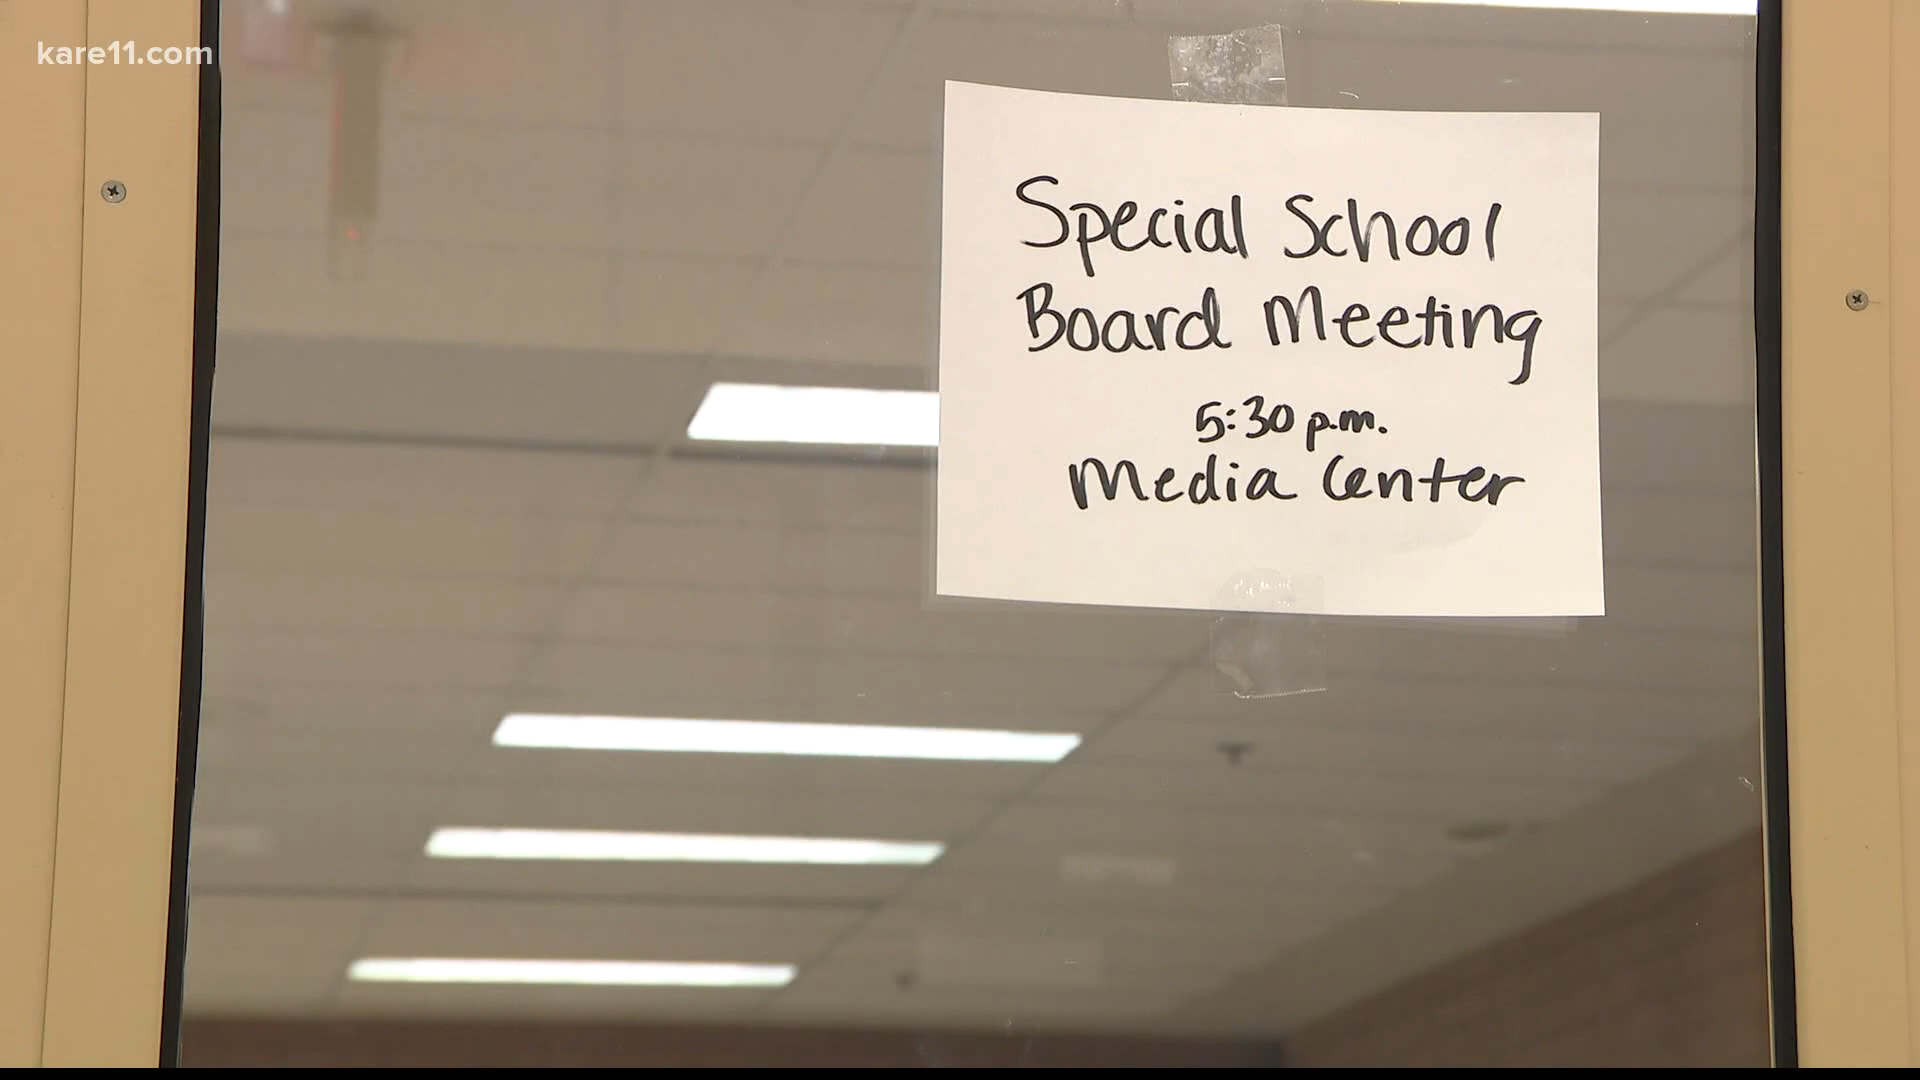 kare11.com
Special School
Board Meeting
5:30 p.m.
Media Center